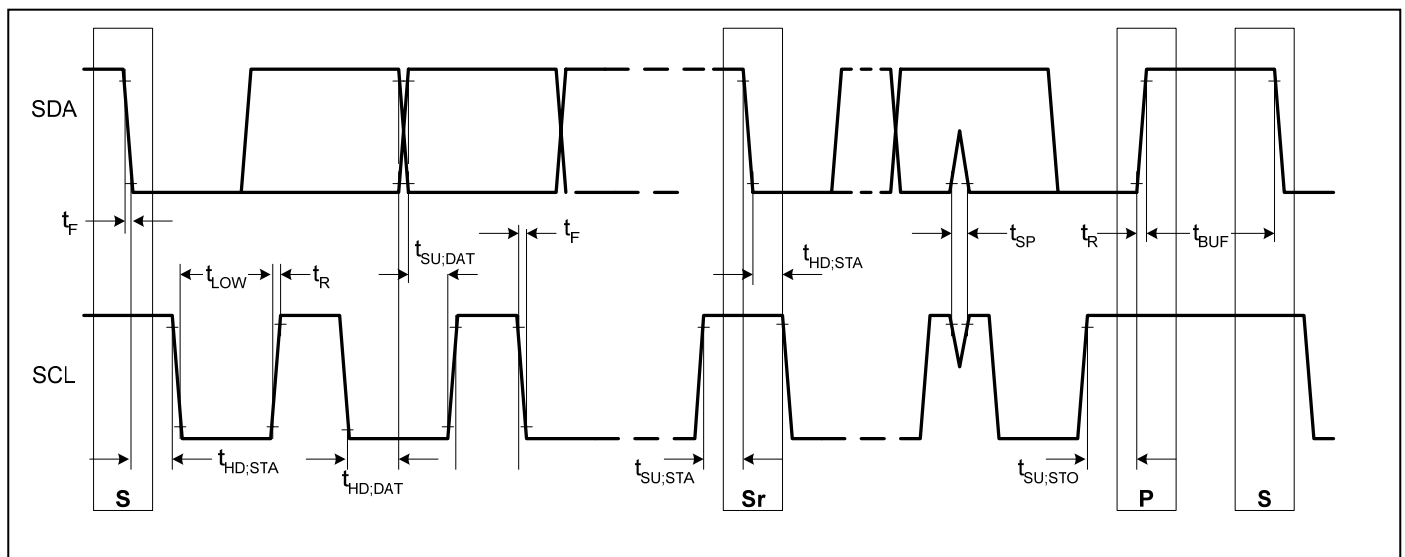 SDA
t_F
t_SU;DAT
t_F
t_HD;STA
t_SP
t_R
t_BUF
t_LOW
t_R
SCL
t_HD;STA
t_HD;DAT
t_SU;STA
t_SU;STO
S
Sr
P
S